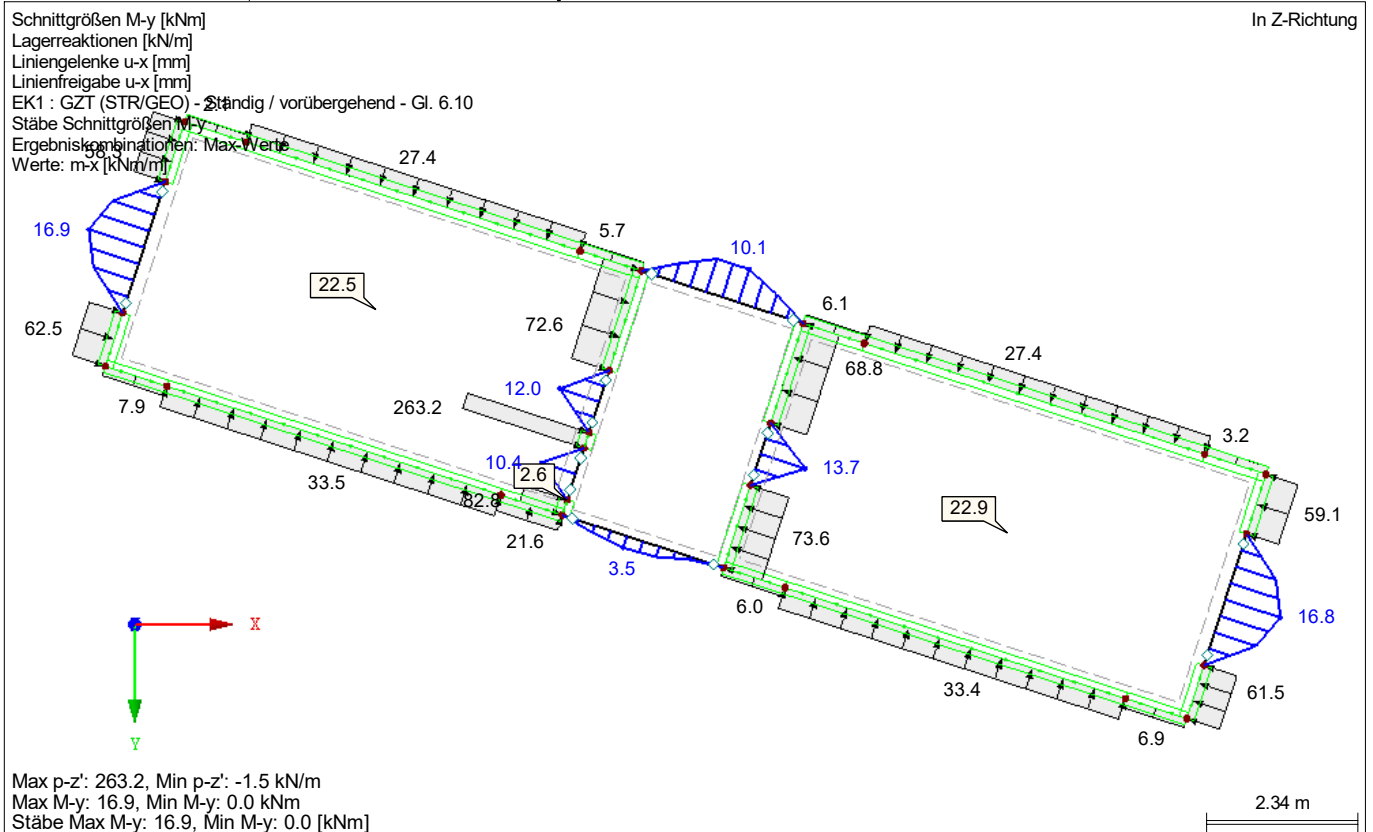 Schnittgrößen M-y [kNm]
In Z-Richtung
Lagerreaktionen [kN/m]
Liniengelenke u-x [mm]
Linienfreigabe u-x [mm]
EK1 : GZT (STR/GEO) - Ständig / vorübergehend - Gl. 6.10
Stäbe Schnittgrößen M-y
Ergebniskombinationen: Max-Werte
Werte: m-x [kNm/m]
27.4
5.7
16.9
10.1
22.5
6.1
62.5
72.6
27.4
68.8
12.0
7.9
263.2
3.2
10.4
2.6
13.7
33.5
82.8
22.9
59.1
21.6
73.6
3.5
6.0
16.8
X
33.4
61.5
6.9
Y
Max p-z': 263.2, Min p-z': -1.5 kN/m
Max M-y: 16.9, Min M-y: 0.0 kNm
Stäbe Max M-y: 16.9, Min M-y: 0.0 [kNm]
2.34 m